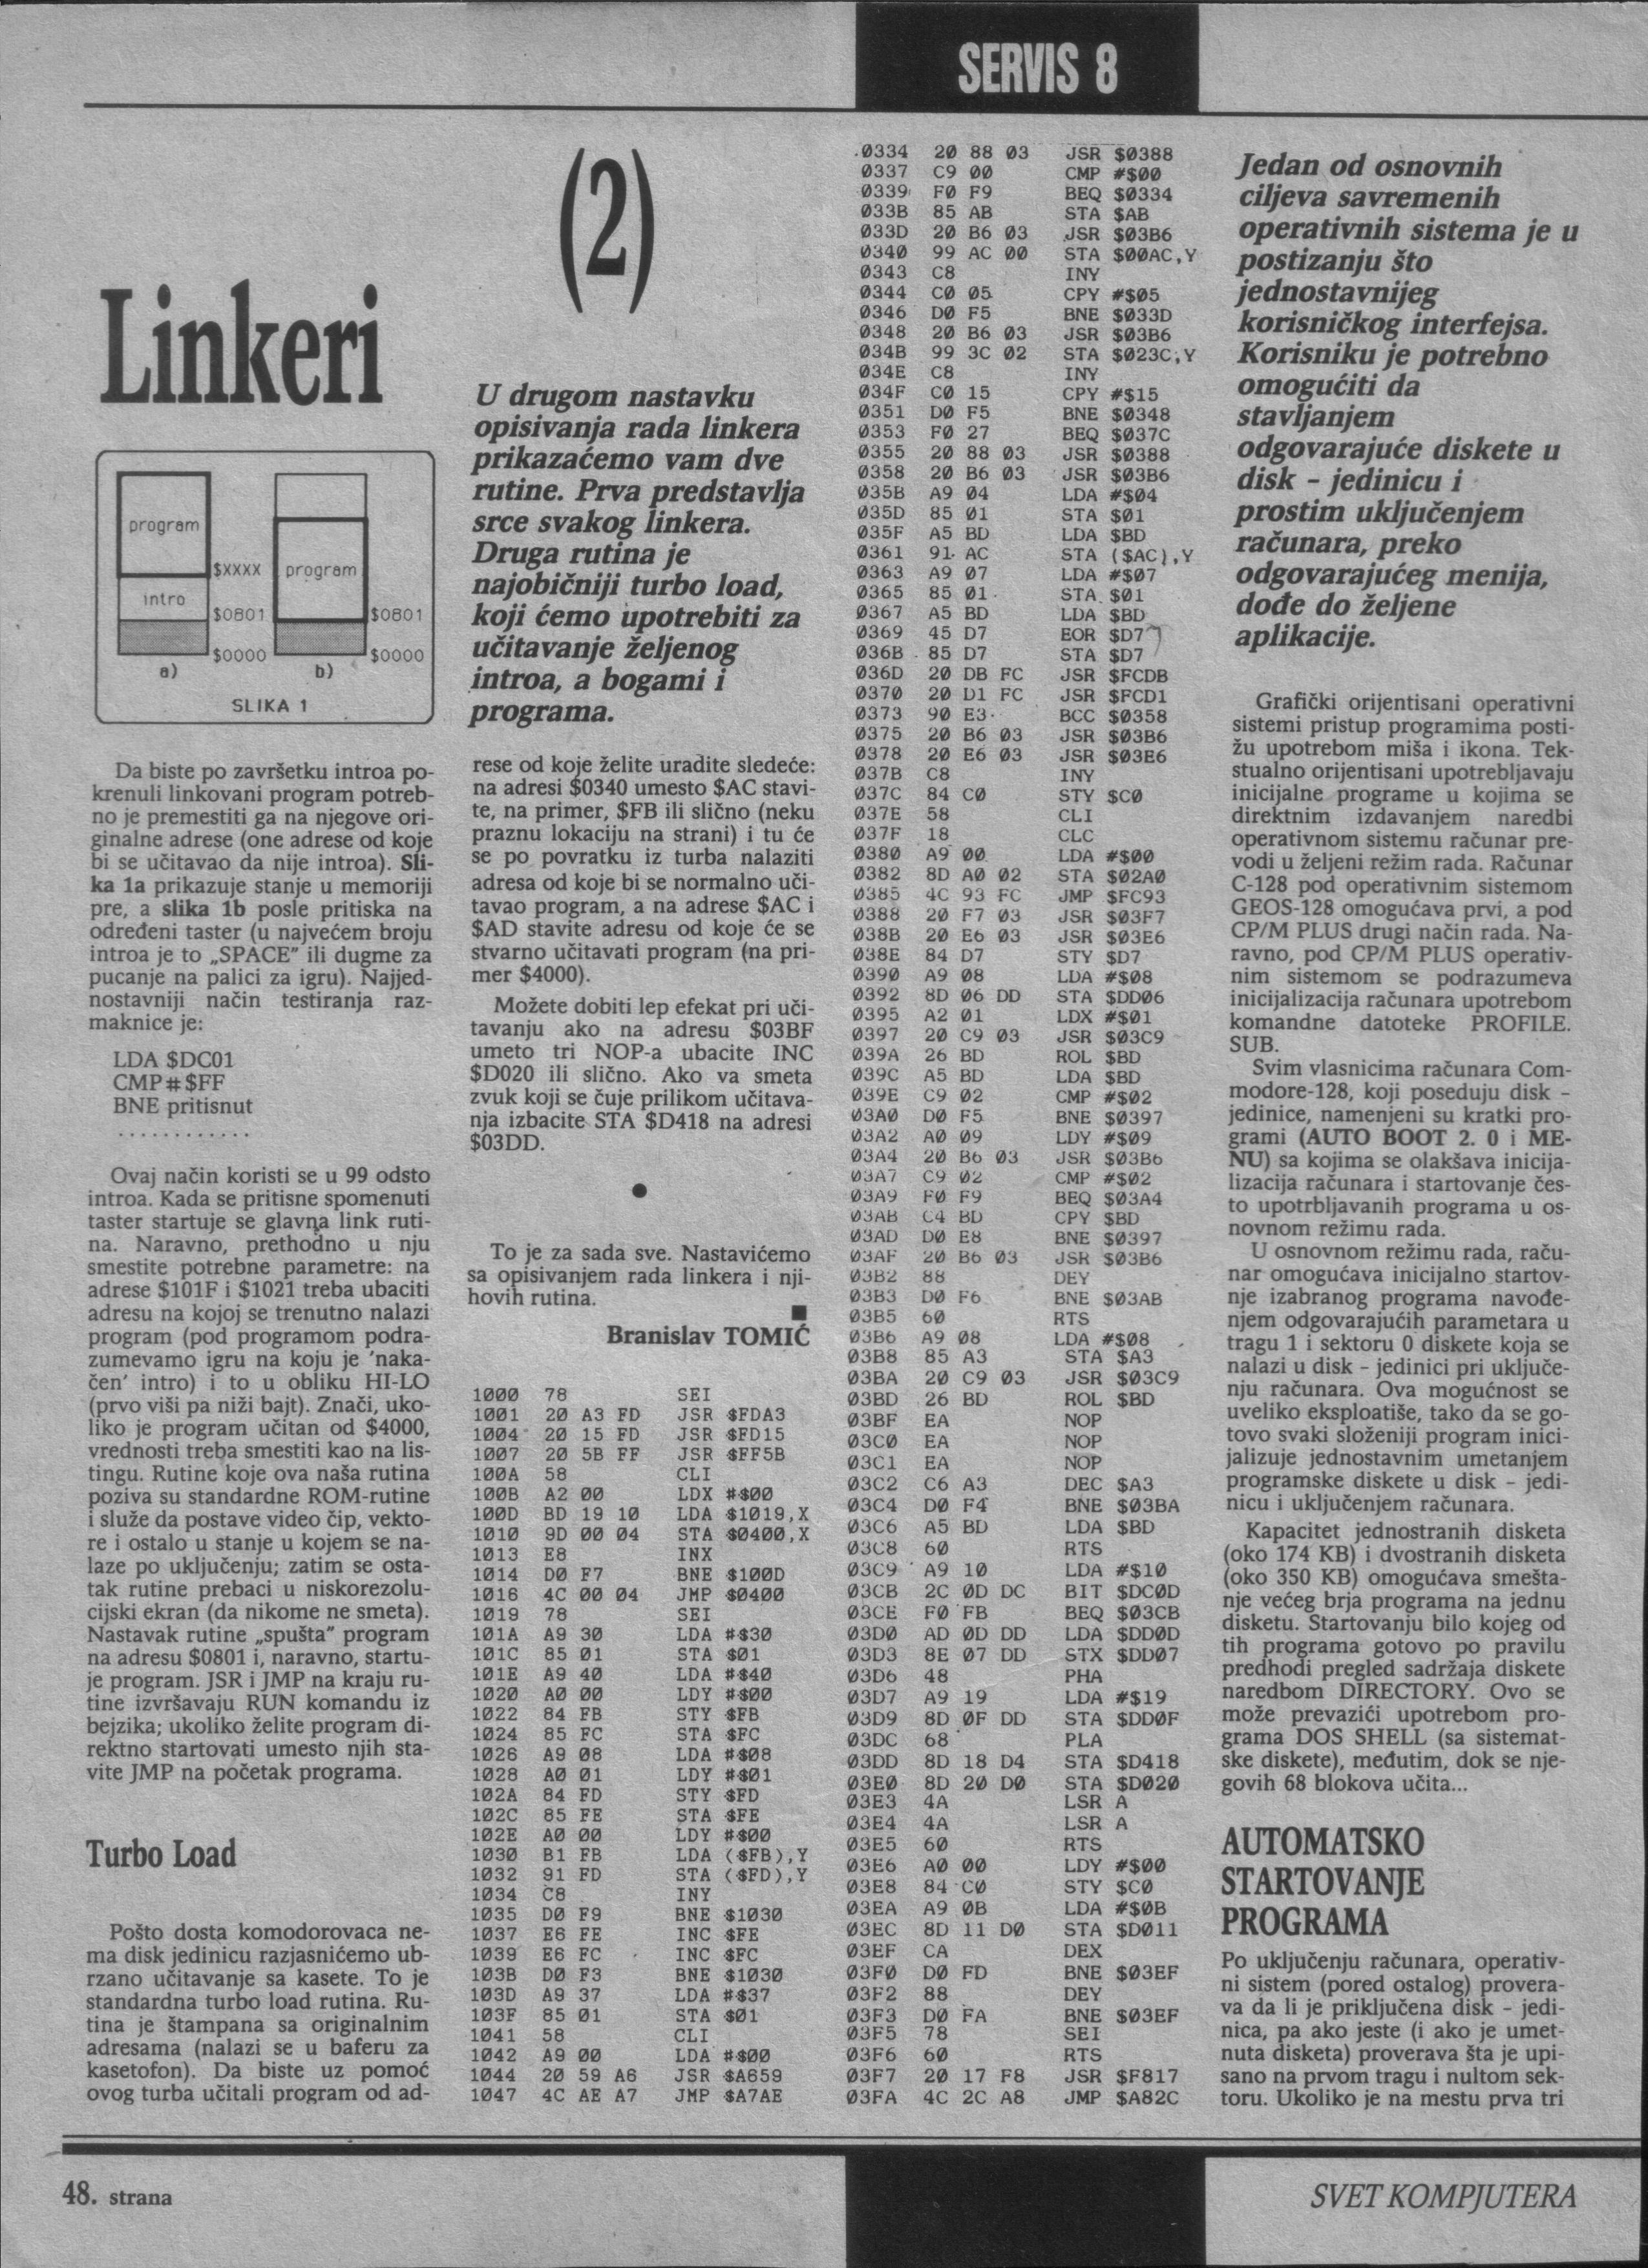 SERVIS 8
Linkeri
(2)
program
$XXXX
intro
$0801
$0000
a)
program
$0801
$0000
b)
SLIKA 1
Da biste po završetku introa po-
krenuli linkovani program potreb-
no je premestiti ga na njegove ori-
ginalne adrese (one adrese od koje
bi se učitavao da nije introa). Sli-
ka 1a prikazuje stanje u memoriji
pre, a slika 1b posle pritiska na
određeni taster (u najvećem broju
introa je to „SPACE” ili dugme za
pucanje na palici za igru). Najjed-
nostavniji način testiranja raz-
maknice je:
LDA $DC01
CMP#$FF
BNE pritisnut
............
Ovaj način koristi se u 99 odsto
introa. Kada se pritisne spomenuti
taster startuje se glavna link ruti-
na. Naravno, prethodno u nju
smestite potrebne parametre: na
adrese $101F i $1021 treba ubaciti
adresu na kojoj se trenutno nalazi
program (pod programom podra-
zumevamo igru na koju je 'naka-
čen' intro) i to u obliku HI-LO
(prvo viši pa niži bajt). Znači, uko-
liko je program učitan od $4000,
vrednosti treba smestiti kao na lis-
tingu. Rutine koje ova naša rutina
poziva su standardne ROM-rutine
i služe da postave video čip, vekto-
re i ostalo u stanje u kojem se na-
laze po uključenju; zatim se osta-
tak rutine prebaci u niskorezolu-
cijski ekran (da nikome ne smeta).
Nastavak rutine „spušta” program
na adresu $0801 i, naravno, startu-
je program. JSR i JMP na kraju ru-
tine izvršavaju RUN komandu iz
bejzika; ukoliko želite program di-
rektno startovati umesto njih sta-
vite JMP na početak programa.
Turbo Load
Pošto dosta komodorovaca ne-
ma disk jedinicu razjasnićemo ub-
rzano učitavanje sa kasete. To je
standardna turbo load rutina. Ru-
tina je štampana sa originalnim
adresama (nalazi se u baferu za
kasetofon). Da biste uz pomoć
ovog turba učitali program od ad-
U drugom nastavku
opisivanja rada linkera
prikazaćemo vam dve
rutine. Prva predstavlja
srce svakog linkera.
Druga rutina je
najobičniji turbo load,
koji ćemo upotrebiti za
učitavanje željenog
introa, a bogami i
programa.
rese od koje želite uradite sledeće:
na adresi $0340 umesto $AC stavi-
te, na primer, $FB ili slično (neku
praznu lokaciju na strani) i tu će
se po povratku iz turba nalaziti
adresa od koje bi se normalno uči-
tavao program, a na adrese $AC i
$AD stavite adresu od koje će se
stvarno učitavati program (na pri-
mer $4000).
Možete dobiti lep efekat pri uči-
tavanju ako na adresu $03BF
umeto tri NOP-a ubacite INC
$D020 ili slično. Ako va smeta
zvuk koji se čuje prilikom učitava-
nja izbacite STA $D418 na adresi
$03DD.
●
To je za sada sve. Nastavićemo
sa opisivanjem rada linkera i nji-
hovih rutina.
■
Branislav TOMIĆ
1000 78 SEI
1001 20 A3 FD JSR $FDA3
1004 20 15 FD JSR $FD15
1007 20 5B FF JSR $FF5B
100A 58 CLI
100B A2 00 LDX #$00
100D BD 19 10 LDA $1019,X
1010 9D 00 04 STA $0400,X
1013 E8 INX
1014 D0 F7 BNE $100D
1016 4C 00 04 JMP $0400
1019 78 SEI
101A A9 30 LDA #$30
101C 85 01 STA $01
101E A9 40 LDA #$40
1020 A0 00 LDY #$00
1022 84 FB STY $FB
1024 85 FC STA $FC
1026 A9 08 LDA #$08
1028 A0 01 LDY #$01
102A 84 FD STY $FD
102C 85 FE STA $FE
102E A0 00 LDY #$00
1030 B1 FB LDA ($FB),Y
1032 91 FD STA ($FD),Y
1034 C8 INY
1035 D0 F9 BNE $1030
1037 E6 FE INC $FE
1039 E6 FC INC $FC
103B D0 F3 BNE $1030
103D A9 37 LDA #$37
103F 85 01 STA $01
1041 58 CLI
1042 A9 00 LDA #$00
1044 20 59 A6 JSR $A659
1047 4C AE A7 JMP $A7AE
0334 20 88 03 JSR $0388
0337 C9 00 CMP #$00
0339 F0 F9 BEQ $0334
033B 85 AB STA $AB
033D 20 B6 03 JSR $03B6
0340 99 AC 00 STA $00AC,Y
0343 C8 INY
0344 C0 05 CPY #$05
0346 D0 F5 BNE $033D
0348 20 B6 03 JSR $03B6
034B 99 3C 02 STA $023C,Y
034E C8 INY
034F C0 15 CPY #$15
0351 D0 F5 BNE $0348
0353 F0 27 BEQ $037C
0355 20 88 03 JSR $0388
0358 20 B6 03 JSR $03B6
035B A9 04 LDA #$04
035D 85 01 STA $01
035F A5 BD LDA $BD
0361 91 AC STA ($AC),Y
0363 A9 07 LDA #$07
0365 85 01 STA $01
0367 A5 BD LDA $BD
0369 45 D7 EOR $D7
036B 85 D7 STA $D7
036D 20 DB FC JSR $FCDB
0370 20 D1 FC JSR $FCD1
0373 90 E3 BCC $0358
0375 20 B6 03 JSR $03B6
0378 20 E6 03 JSR $03E6
037B C8 INY
037C 84 C0 STY $C0
037E 58 CLI
037F 18 CLC
0380 A9 00 LDA #$00
0382 8D A0 02 STA $02A0
0385 4C 93 FC JMP $FC93
0388 20 F7 03 JSR $03F7
038B 20 E6 03 JSR $03E6
038E 84 D7 STY $D7
0390 A9 08 LDA #$08
0392 8D 06 DD STA $DD06
0395 A2 01 LDX #$01
0397 20 C9 03 JSR $03C9
039A 26 BD ROL $BD
039C A5 BD LDA $BD
039E C9 02 CMP #$02
03A0 D0 F5 BNE $0397
03A2 A0 09 LDY #$09
03A4 20 B6 03 JSR $03B6
03A7 C9 02 CMP #$02
03A9 F0 F9 BEQ $03A4
03AB C4 BD CPY $BD
03AD D0 E8 BNE $0397
03AF 20 B6 03 JSR $03B6
03B2 88 DEY
03B3 D0 F6 BNE $03AB
03B5 60 RTS
03B6 A9 08 LDA #$08
03B8 85 A3 STA $A3
03BA 20 C9 03 JSR $03C9
03BD 26 BD ROL $BD
03BF EA NOP
03C0 EA NOP
03C1 EA NOP
03C2 C6 A3 DEC $A3
03C4 D0 F4 BNE $03BA
03C6 A5 BD LDA $BD
03C8 60 RTS
03C9 A9 10 LDA #$10
03CB 2C 0D DC BIT $DC0D
03CE F0 FB BEQ $03CB
03D0 AD 0D DD LDA $DD0D
03D3 8E 07 DD STX $DD07
03D6 48 PHA
03D7 A9 19 LDA #$19
03D9 8D 0F DD STA $DD0F
03DC 68 PLA
03DD 8D 18 D4 STA $D418
03E0 8D 20 D0 STA $D020
03E3 4A LSR A
03E4 4A LSR A
03E5 60 RTS
03E6 A0 00 LDY #$00
03E8 84 C0 STY $C0
03EA A9 0B LDA #$0B
03EC 8D 11 D0 STA $D011
03EF CA DEX
03F0 D0 FD BNE $03EF
03F2 88 DEY
03F3 D0 FA BNE $03EF
03F5 78 SEI
03F6 60 RTS
03F7 20 17 F8 JSR $F817
03FA 4C 2C A8 JMP $A82C
Jedan od osnovnih
ciljeva savremenih
operativnih sistema je u
postizanju što
jednostavnijeg
korisničkog interfejsa.
Korisniku je potrebno
omogućiti da
stavljanjem
odgovarajuće diskete u
disk – jedinicu i
prostim uključenjem
računara, preko
odgovarajućeg menija,
dođe do željene
aplikacije.
Grafički orijentisani operativni
sistemi pristup programima posti-
žu upotrebom miša i ikona. Tek-
stualno orijentisani upotrebljavaju
inicijalne programe u kojima se
direktnim izdavanjem naredbi
operativnom sistemu računar pre-
vodi u željeni režim rada. Računar
C-128 pod operativnim sistemom
GEOS-128 omogućava prvi, a pod
CP/M PLUS drugi način rada. Na-
ravno, pod CP/M PLUS operativ-
nim sistemom se podrazumeva
inicijalizacija računara upotrebom
komandne datoteke PROFILE.
SUB.
Svim vlasnicima računara Com-
modore-128, koji poseduju disk –
jedinice, namenjeni su kratki pro-
grami (AUTO BOOT 2. 0 i ME-
NU) sa kojima se olakšava inicija-
lizacija računara i startovanje čes-
to upotrbljavanih programa u os-
novnom režimu rada.
U osnovnom režimu rada, raču-
nar omogućava inicijalno startov-
nje izabranog programa navođe-
njem odgovarajućih parametara u
tragu 1 i sektoru 0 diskete koja se
nalazi u disk – jedinici pri uključe-
nju računara. Ova mogućnost se
uveliko eksploatiše, tako da se go-
tovo svaki složeniji program inici-
jalizuje jednostavnim umetanjem
programske diskete u disk – jedi-
nicu i uključenjem računara.
Kapacitet jednostranih disketa
(oko 174 KB) i dvostranih disketa
(oko 350 KB) omogućava smešta-
nje većeg brja programa na jednu
disketu. Startovanju bilo kojeg od
tih programa gotovo po pravilu
predhodi pregled sadržaja diskete
naredbom DIRECTORY. Ovo se
može prevazići upotrebom pro-
grama DOS SHELL (sa sistemat-
ske diskete), međutim, dok se nje-
govih 68 blokova učita...
AUTOMATSKO
STARTOVANJE
PROGRAMA
Po uključenju računara, operativ-
ni sistem (pored ostalog) provera-
va da li je priključena disk – jedi-
nica, pa ako jeste (i ako je umet-
nuta disketa) proverava šta je upi-
sano na prvom tragu i nultom sek-
toru. Ukoliko je na mestu prva tri
48. strana
SVET KOMPJUTERA